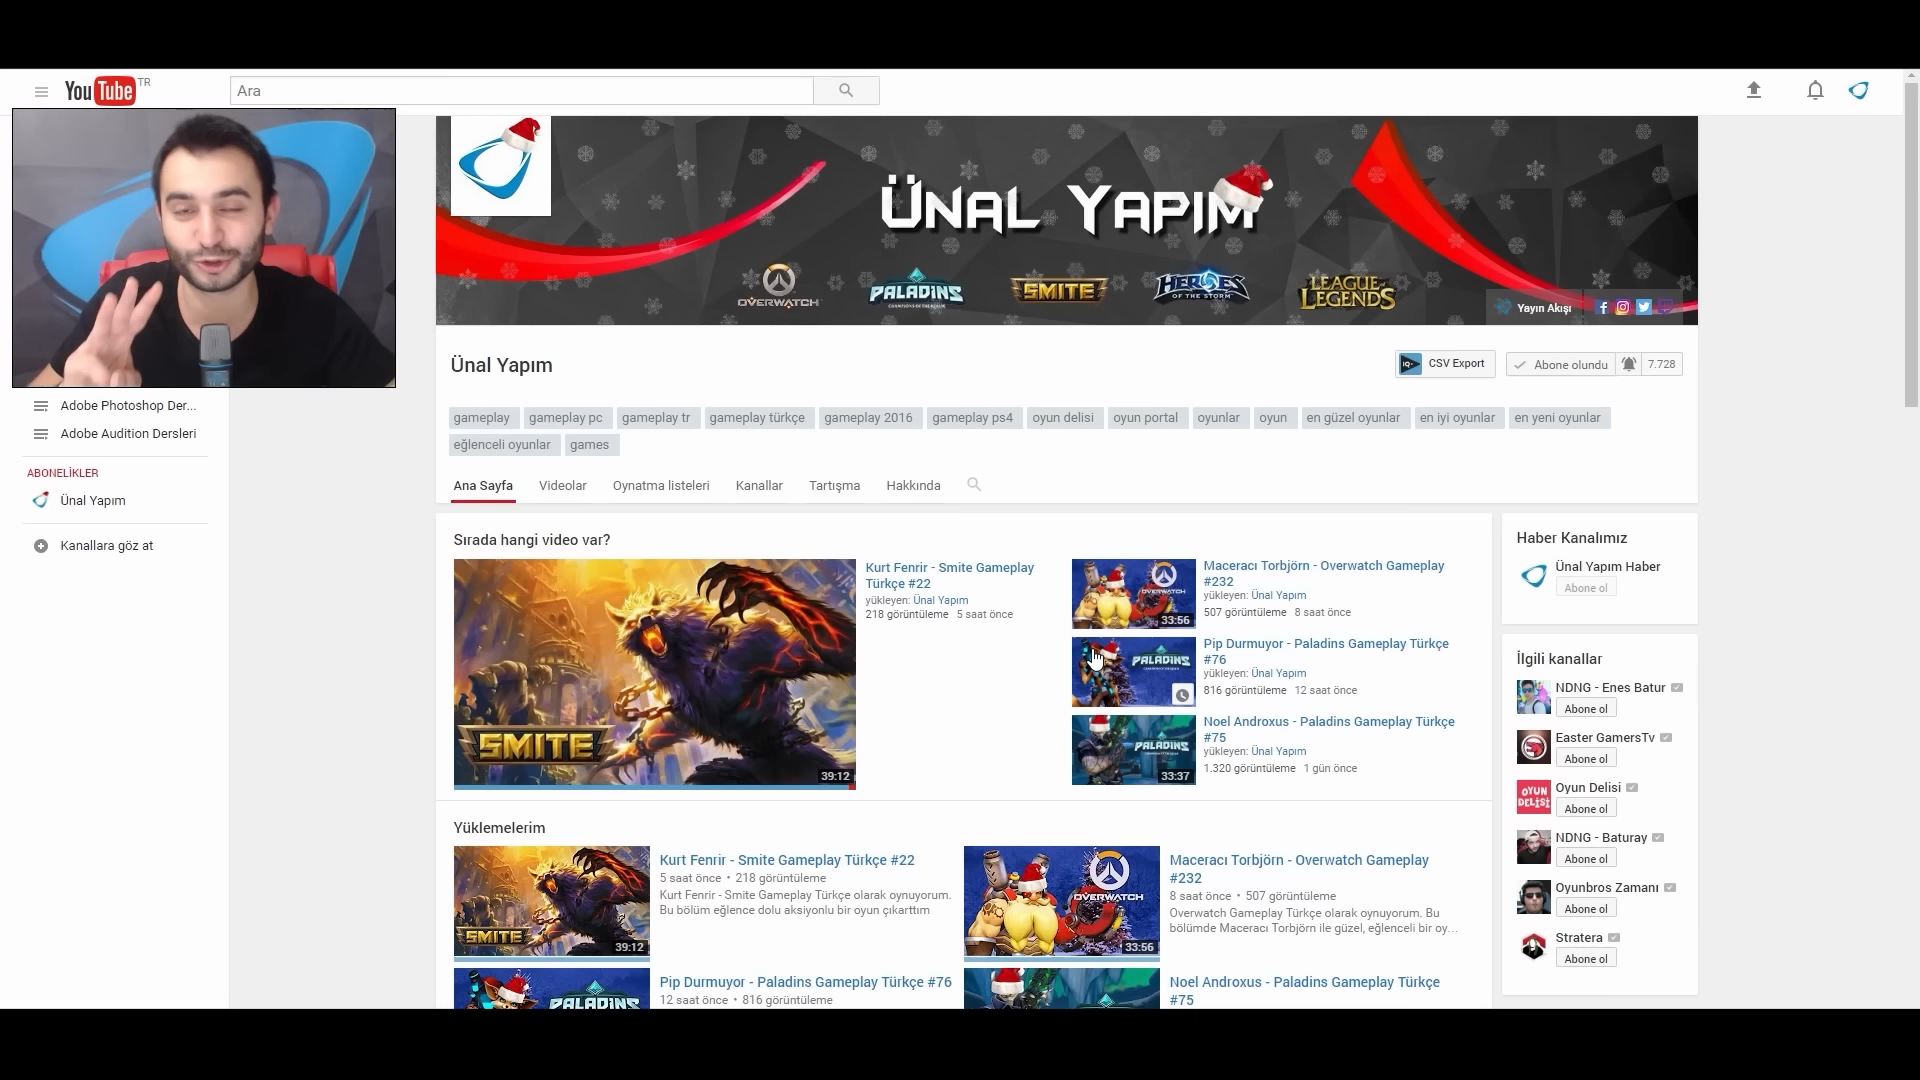 YouTube TR
Ara
ÜNAL YAPIM
OVERWATCH
PALADINS
SMITE
HEROES
OF THE STORM
LEAGUE of
LEGENDS
Yayın Akışı
Ünal Yapım
CSV Export
Abone olundu
7.728
Adobe Photoshop Der...
Adobe Audition Dersleri
ABONELİKLER
Ünal Yapım
Kanallara göz at
gameplay gameplay pc gameplay tr gameplay türkçe gameplay 2016 gameplay ps4 oyun delisi oyun portal oyunlar oyun en güzel oyunlar en iyi oyunlar en yeni oyunlar
eğlenceli oyunlar games
Ana Sayfa Videolar Oynatma listeleri Kanallar Tartışma Hakkında
Sırada hangi video var?
SMITE
39:12
Kurt Fenrir - Smite Gameplay
Türkçe #22
yükleyen: Ünal Yapım
218 görüntüleme 5 saat önce
OVERWATCH
33:56
Maceracı Torbjörn - Overwatch Gameplay
#232
yükleyen: Ünal Yapım
507 görüntüleme 8 saat önce
PALADINS
Pip Durmuyor - Paladins Gameplay Türkçe
#76
yükleyen: Ünal Yapım
816 görüntüleme 12 saat önce
PALADINS
33:37
Noel Androxus - Paladins Gameplay Türkçe
#75
yükleyen: Ünal Yapım
1.320 görüntüleme 1 gün önce
Yüklemelerim
SMITE
39:12
Kurt Fenrir - Smite Gameplay Türkçe #22
5 saat önce • 218 görüntüleme
Kurt Fenrir - Smite Gameplay Türkçe olarak oynuyorum.
Bu bölüm eğlence dolu aksiyonlu bir oyun çıkarttım
OVERWATCH
33:56
Maceracı Torbjörn - Overwatch Gameplay
#232
8 saat önce • 507 görüntüleme
Overwatch Gameplay Türkçe olarak oynuyorum. Bu
bölümde Maceracı Torbjörn ile güzel, eğlenceli bir oy...
PALADINS
Pip Durmuyor - Paladins Gameplay Türkçe #76
12 saat önce • 816 görüntüleme
Noel Androxus - Paladins Gameplay Türkçe
#75
Haber Kanalımız
Ünal Yapım Haber
Abone ol
İlgili kanallar
NDNG - Enes Batur
Abone ol
Easter GamersTv
Abone ol
OYUN
DELİSİ
Oyun Delisi
Abone ol
NDNG - Baturay
Abone ol
Oyunbros Zamanı
Abone ol
Stratera
Abone ol